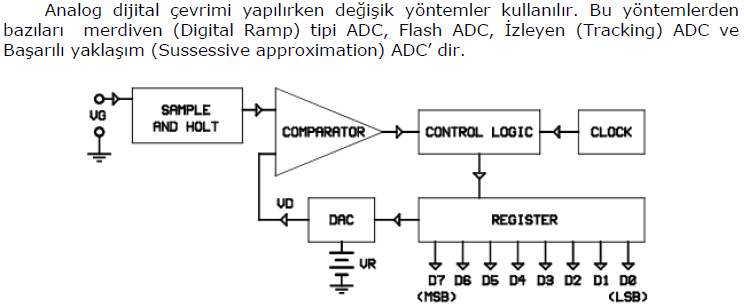 Analog dijital çevrimi yapılırken değişik yöntemler kullanılır. Bu yöntemlerden
bazıları merdiven (Digital Ramp) tipi ADC, Flash ADC, İzleyen (Tracking) ADC ve
Başarılı yaklaşım (Sussessive approximation) ADC’ dir.
VG
SAMPLE
AND HOLT
COMPARATOR
CONTROL LOGIC
CLOCK
VD
DAC
REGISTER
VR
D7 D6 D5 D4 D3 D2 D1 D0
(MSB) (LSB)